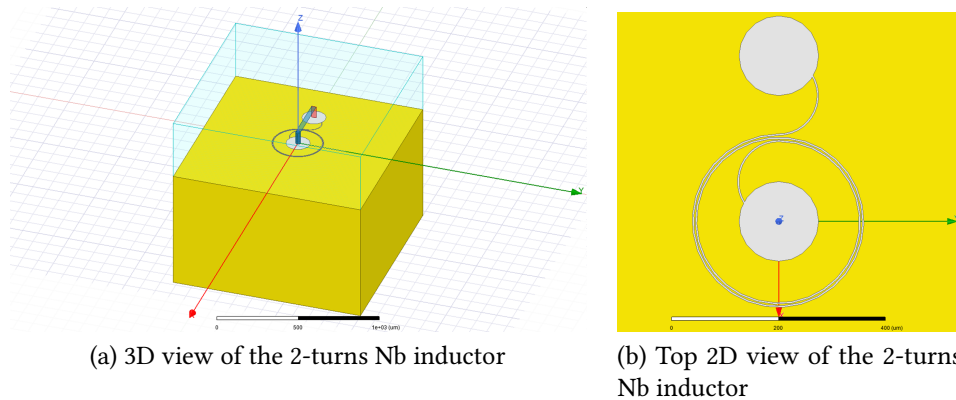 Z
Y
0 500 1e+03 (um)
Z
0 200 400 (um)
(a) 3D view of the 2-turns Nb inductor
(b) Top 2D view of the 2-turns
Nb inductor